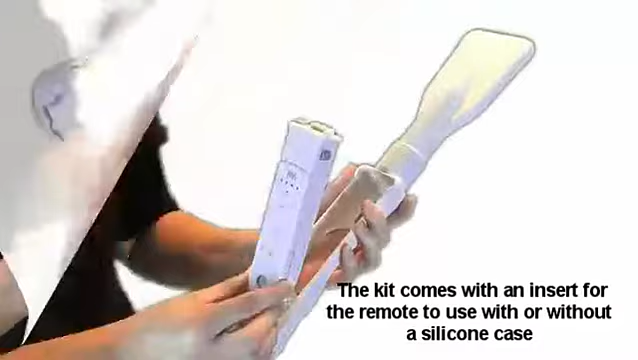 The kit comes with an insert for
the remote to use with or without
a silicone case